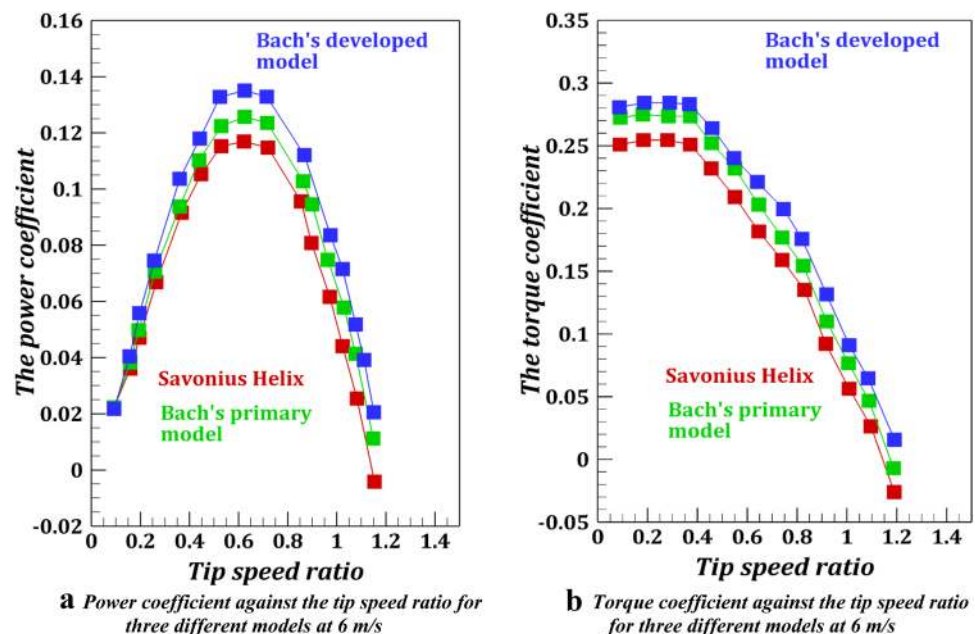 0.16
0.14
0.12
0.1
0.08
0.06
0.04
0.02
0
-0.02
The power coefficient
Bach's developed
model
Savonius Helix
Bach's primary
model
0 0.2 0.4 0.6 0.8 1 1.2 1.4
Tip speed ratio
a Power coefficient against the tip speed ratio for
three different models at 6 m/s
0.3
0.25
0.2
0.15
0.1
0.05
0
-0.05
The torque coefficient
Bach's developed
model
Savonius Helix
Bach's primary
model
0 0.2 0.4 0.6 0.8 1 1.2 1.4
Tip speed ratio
b Torque coefficient against the tip speed ratio
for three different models at 6 m/s